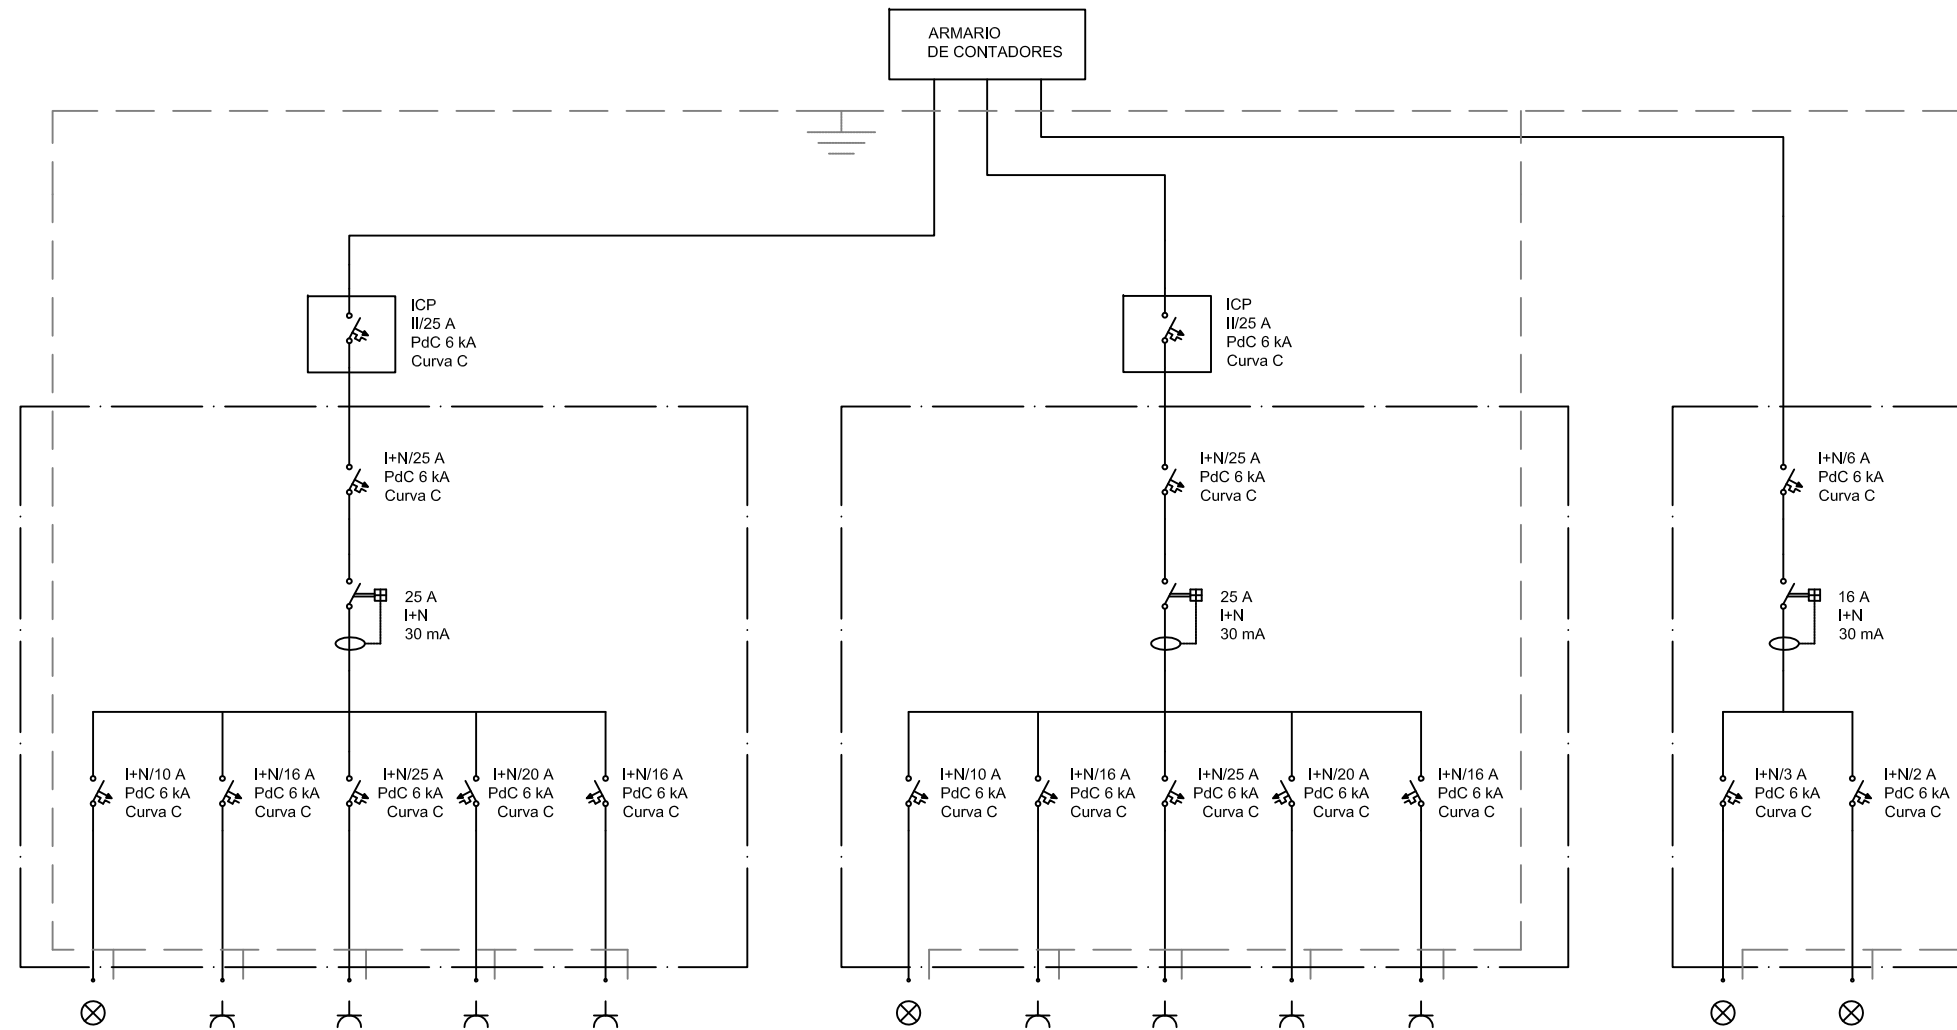 ARMARIO
DE CONTADORES
ICP
II/25 A
PdC 6 kA
Curva C
ICP
II/25 A
PdC 6 kA
Curva C
I+N/25 A
PdC 6 kA
Curva C
I+N/25 A
PdC 6 kA
Curva C
I+N/6 A
PdC 6 kA
Curva C
25 A
I+N
30 mA
25 A
I+N
30 mA
16 A
I+N
30 mA
I+N/10 A
PdC 6 kA
Curva C
I+N/16 A
PdC 6 kA
Curva C
I+N/25 A
PdC 6 kA
Curva C
I+N/20 A
PdC 6 kA
Curva C
I+N/16 A
PdC 6 kA
Curva C
I+N/10 A
PdC 6 kA
Curva C
I+N/16 A
PdC 6 kA
Curva C
I+N/25 A
PdC 6 kA
Curva C
I+N/20 A
PdC 6 kA
Curva C
I+N/16 A
PdC 6 kA
Curva C
I+N/3 A
PdC 6 kA
Curva C
I+N/2 A
PdC 6 kA
Curva C